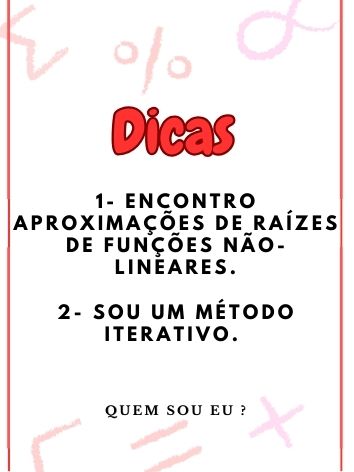 Dicas
1- ENCONTRO
APROXIMAÇÕES DE RAÍZES
DE FUNÇÕES NÃO-
LINEARES.
2- SOU UM MÉTODO
ITERATIVO.
QUEM SOU EU ?